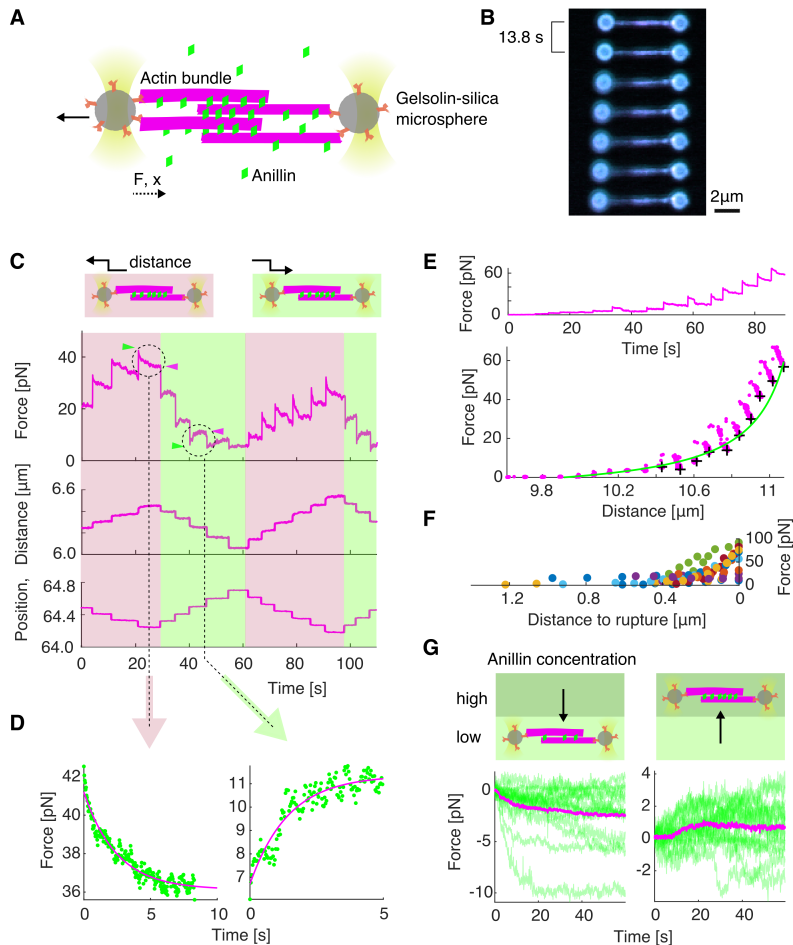 A
Actin bundle
Gelsolin-silica
microsphere
F, x
Anillin
B
13.8 s
2µm
C
distance
Force [pN]
40
20
0
Distance [µm]
6.6
6.0
Position,
64.8
64.4
64.0
0 20 40 60 80 100
Time [s]
D
Force [pN]
42
40
38
36
0 5 10
11
10
9
8
7
0 5
Time [s]
E
Force [pN]
60
0
0 20 40 60 80
Time [s]
Force [pN]
60
50
40
30
20
10
0
9.8 10.2 10.6 11
Distance [µm]
F
100
50
0
Force [pN]
1.2 0.8 0.4 0
Distance to rupture [µm]
G
Anillin concentration
high
low
Force [pN]
0
-5
-10
0 20 40
4
2
0
-2
0 20 40
Time [s]